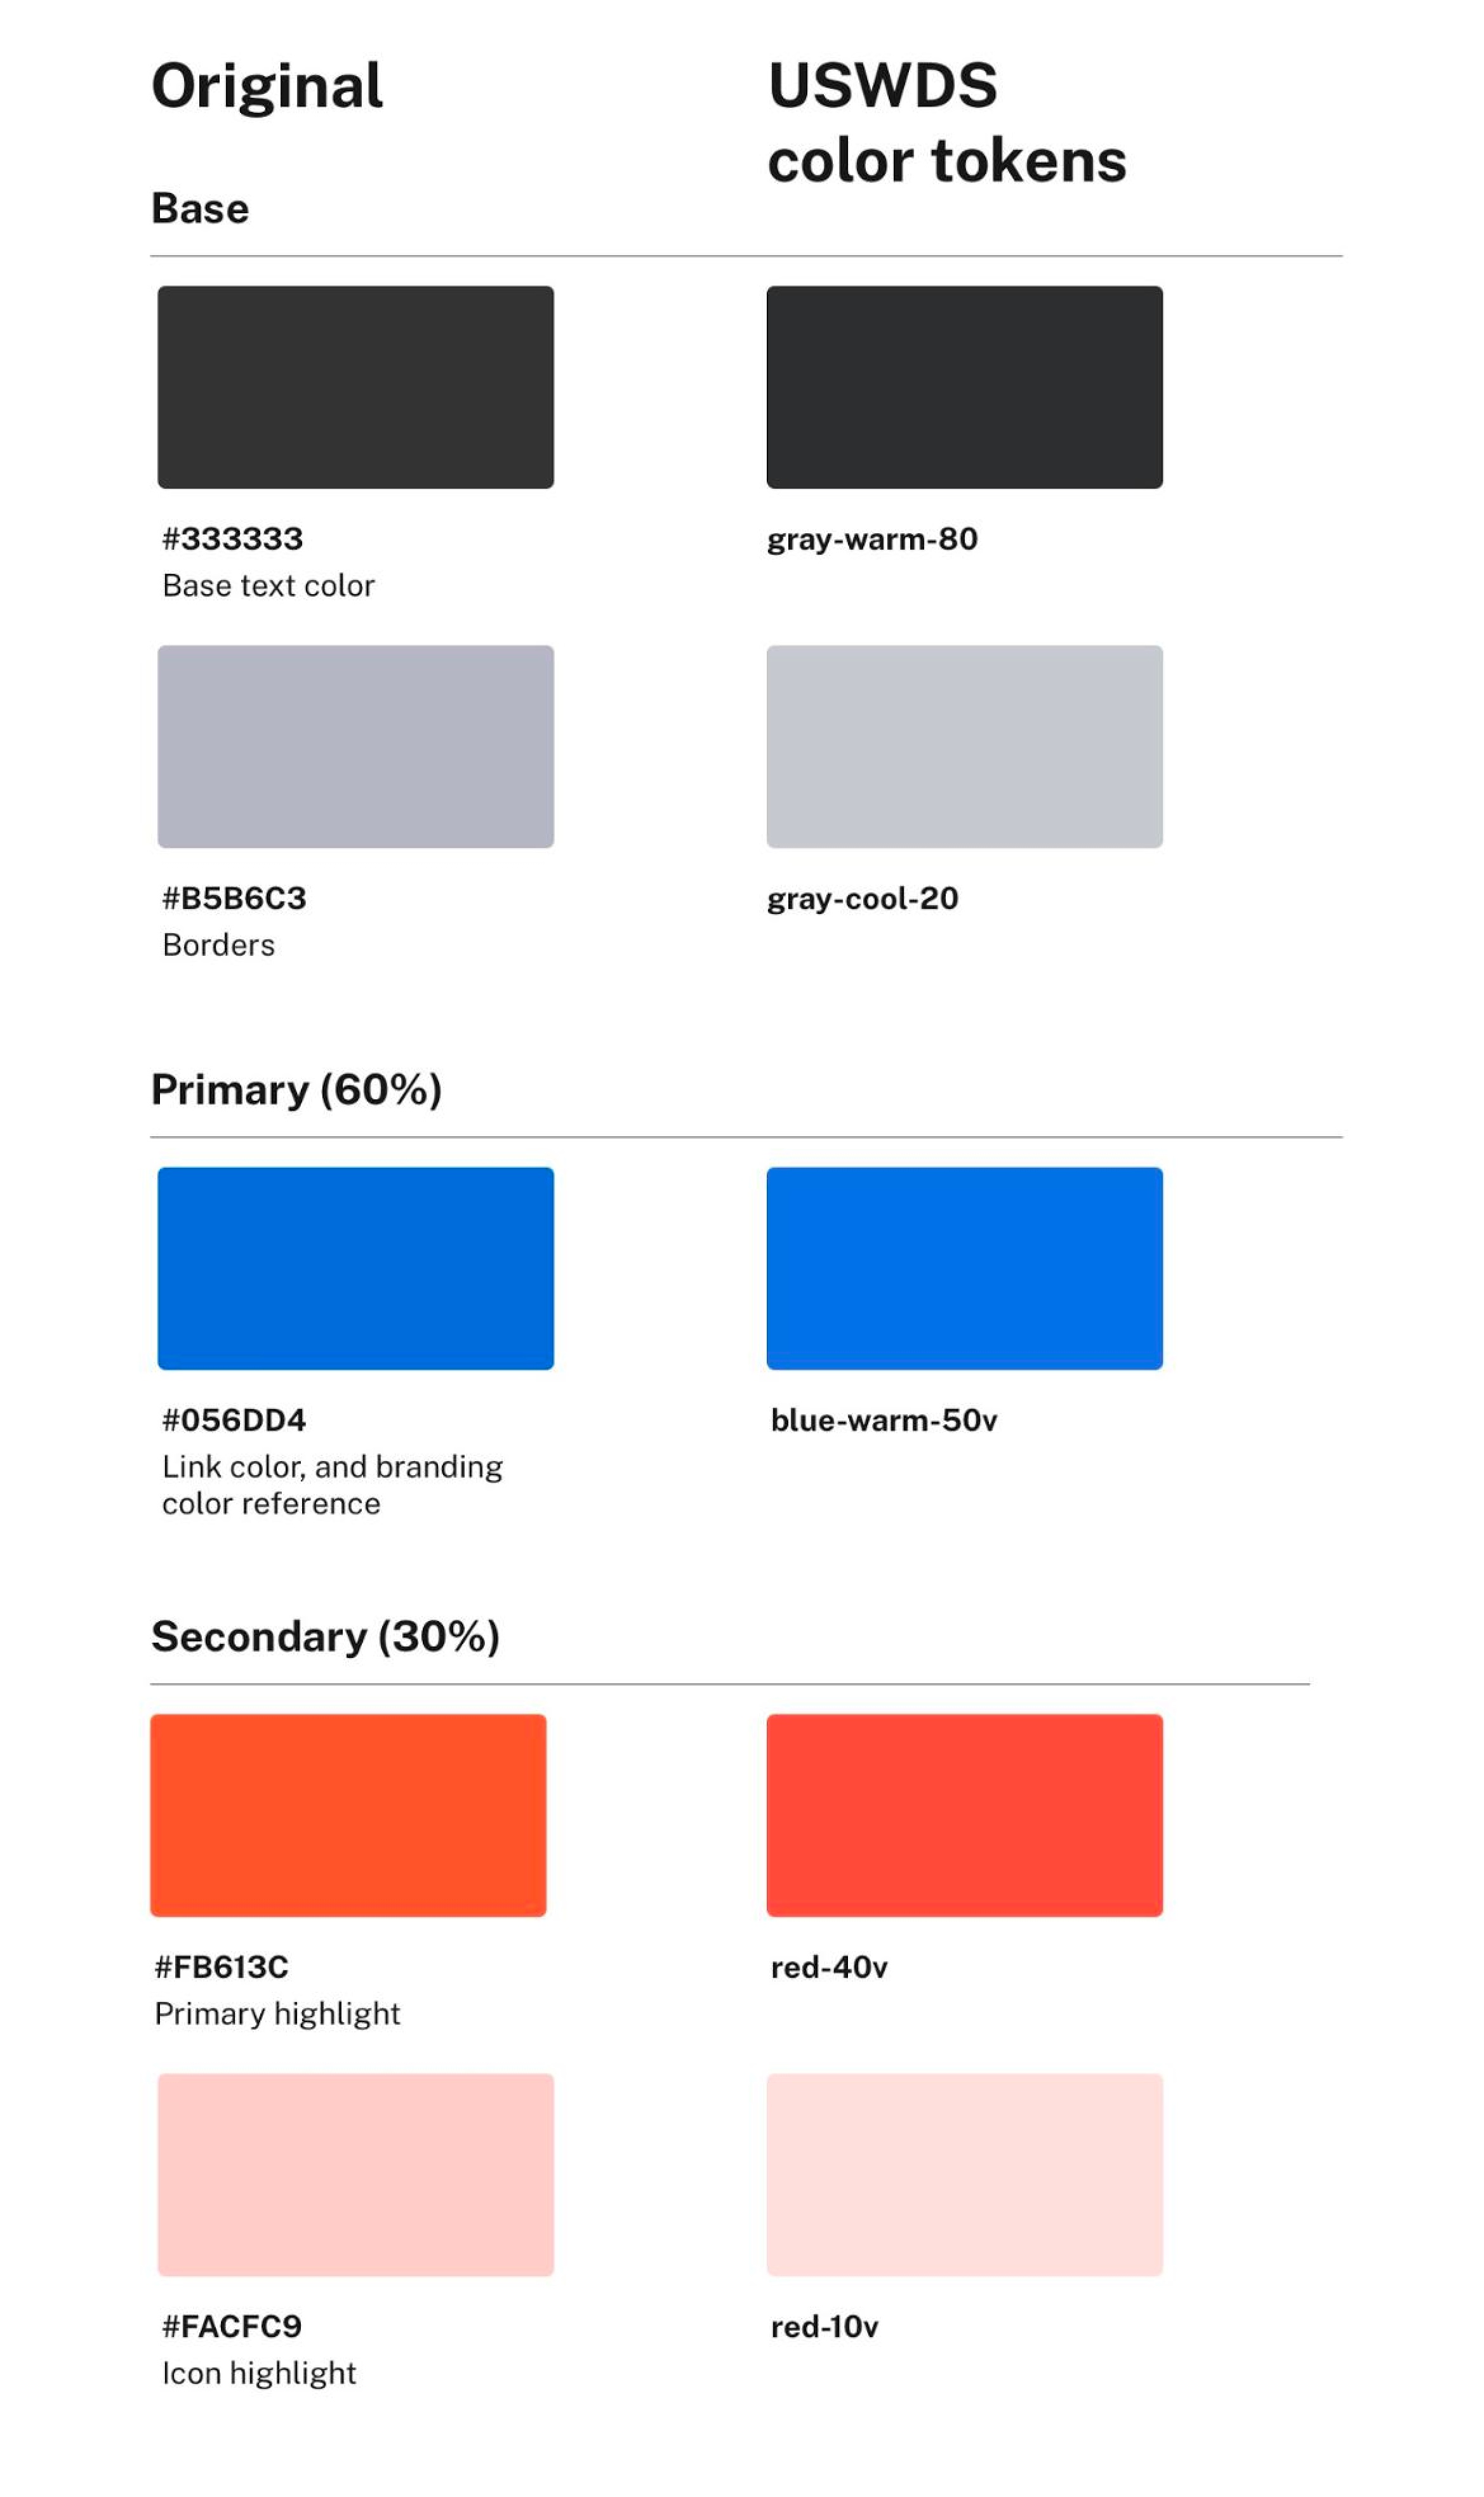 Original
USWDS
color tokens
Base
#333333
Base text color
gray-warm-80
#B5B6C3
Borders
gray-cool-20
Primary (60%)
#056DD4
Link color, and branding
color reference
blue-warm-50v
Secondary (30%)
#FB613C
Primary highlight
red-40v
#FACFC9
Icon highlight
red-10v